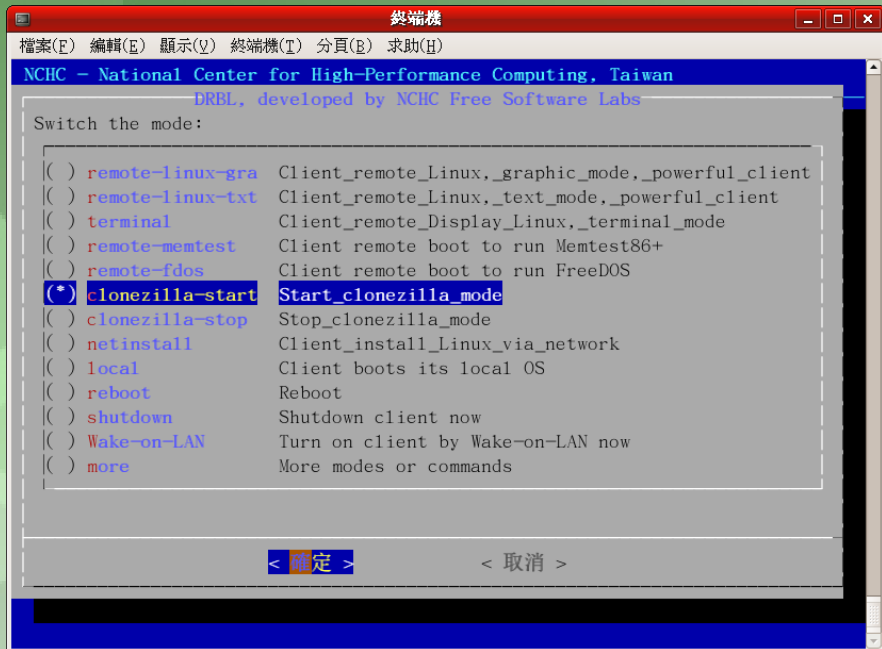 終端機
檔案(F) 編輯(E) 顯示(V) 終端機(T) 分頁(B) 求助(H)
NCHC - National Center for High-Performance Computing, Taiwan
DRBL, developed by NCHC Free Software Labs
Switch the mode:
( ) remote-linux-gra Client_remote_Linux,_graphic_mode,_powerful_client
( ) remote-linux-txt Client_remote_Linux,_text_mode,_powerful_client
( ) terminal Client_remote_Display_Linux,_terminal_mode
( ) remote-memtest Client remote boot to run Memtest86+
( ) remote-fdos Client remote boot to run FreeDOS
(*) clonezilla-start Start_clonezilla_mode
( ) clonezilla-stop Stop_clonezilla_mode
( ) netinstall Client_install_Linux_via_network
( ) local Client boots its local OS
( ) reboot Reboot
( ) shutdown Shutdown client now
( ) Wake-on-LAN Turn on client by Wake-on-LAN now
( ) more More modes or commands
< 確定 > < 取消 >